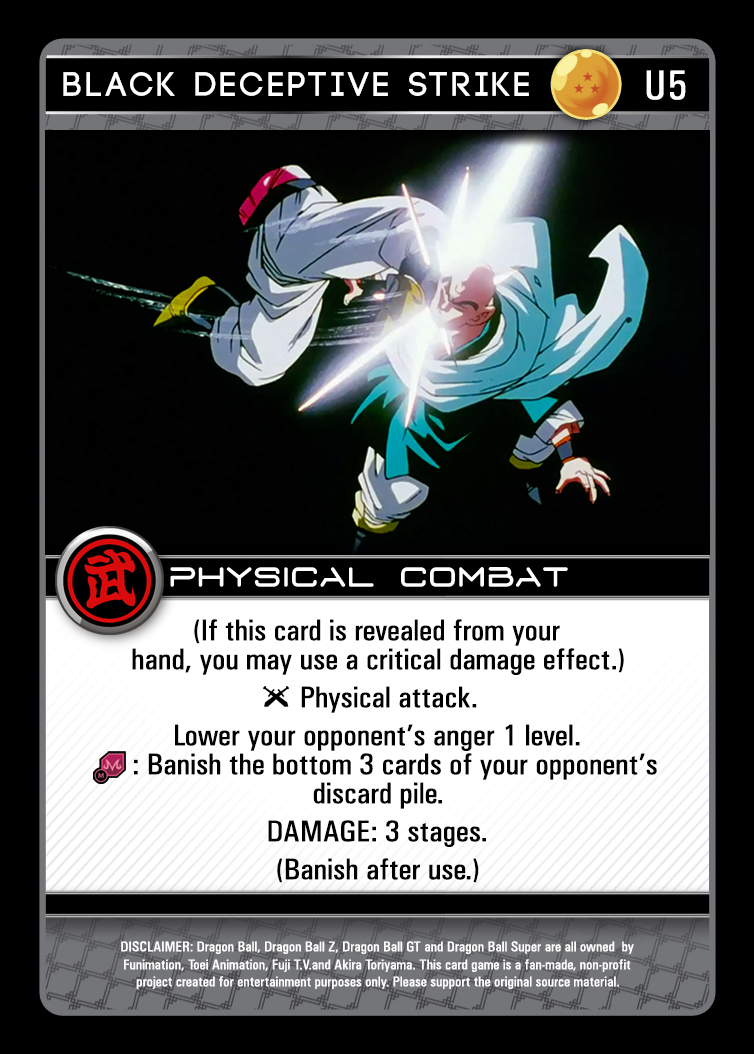 BLACK DECEPTIVE STRIKE U5
武
PHYSICAL COMBAT
(If this card is revealed from your
hand, you may use a critical damage effect.)
Physical attack.
Lower your opponent's anger 1 level.
M M : Banish the bottom 3 cards of your opponent's
discard pile.
DAMAGE: 3 stages.
(Banish after use.)
DISCLAIMER: Dragon Ball, Dragon Ball Z, Dragon Ball GT and Dragon Ball Super are all owned by
Funimation, Toei Animation, Fuji T.V.and Akira Toriyama. This card game is a fan-made, non-profit
project created for entertainment purposes only. Please support the original source material.